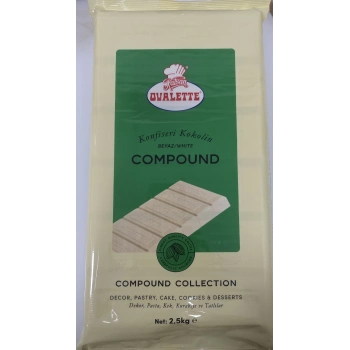 OVALETTE
Konfiseri Kokolin
BEYAZ/WHITE
COMPOUND
COMPOUND COLLECTION
DECOR, PASTRY, CAKE, COOKIES & DESSERTS
Dekor, Pasta, Kek, Kurabiye ve Tatlılar
Net: 2,5kg e